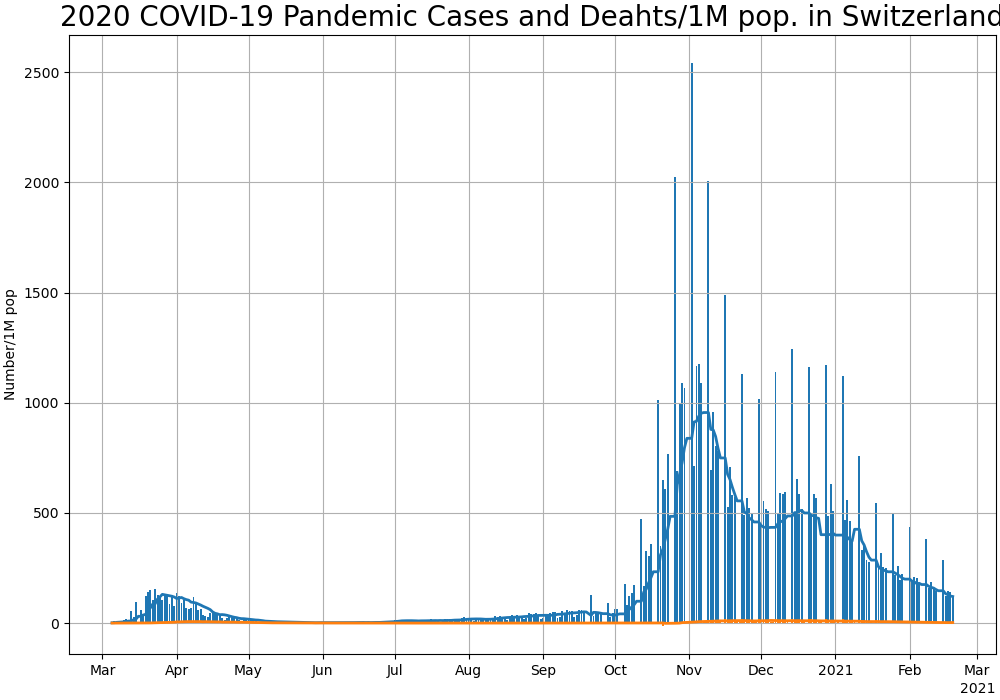 2020 COVID-19 Pandemic Cases and Deahts/1M pop. in Switzerland
2500
2000
1500
1000
500
0
Number/1M pop
Mar Apr May Jun Jul Aug Sep Oct Nov Dec 2021 Feb Mar
2021